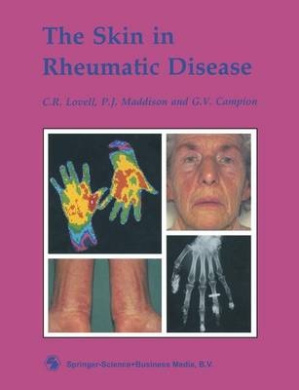 The Skin in
Rheumatic Disease
C.R. Lovell, P.J. Maddison and G.V. Campion
Springer-Science+Business Media, B.V.